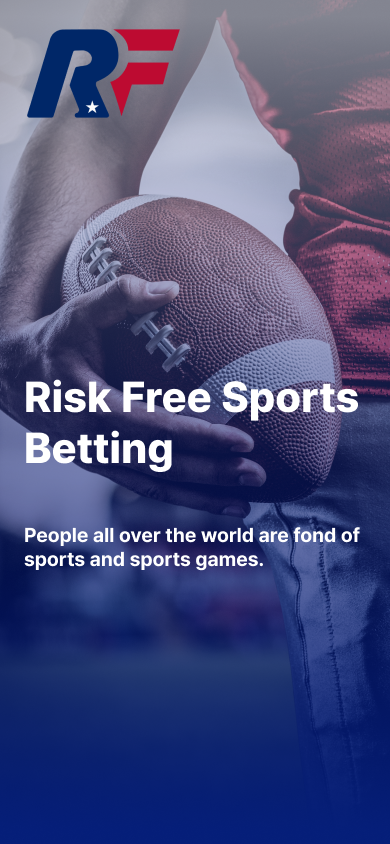 RF
Risk Free Sports
Betting
People all over the world are fond of
sports and sports games.